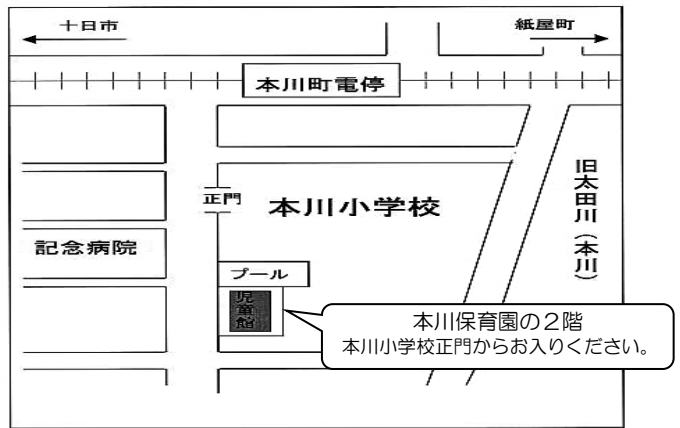 十日市
紙屋町
本川町電停
正門
本川小学校
旧太田川(本川)
記念病院
プール
児童館
本川保育園の2階
本川小学校正門からお入りください。